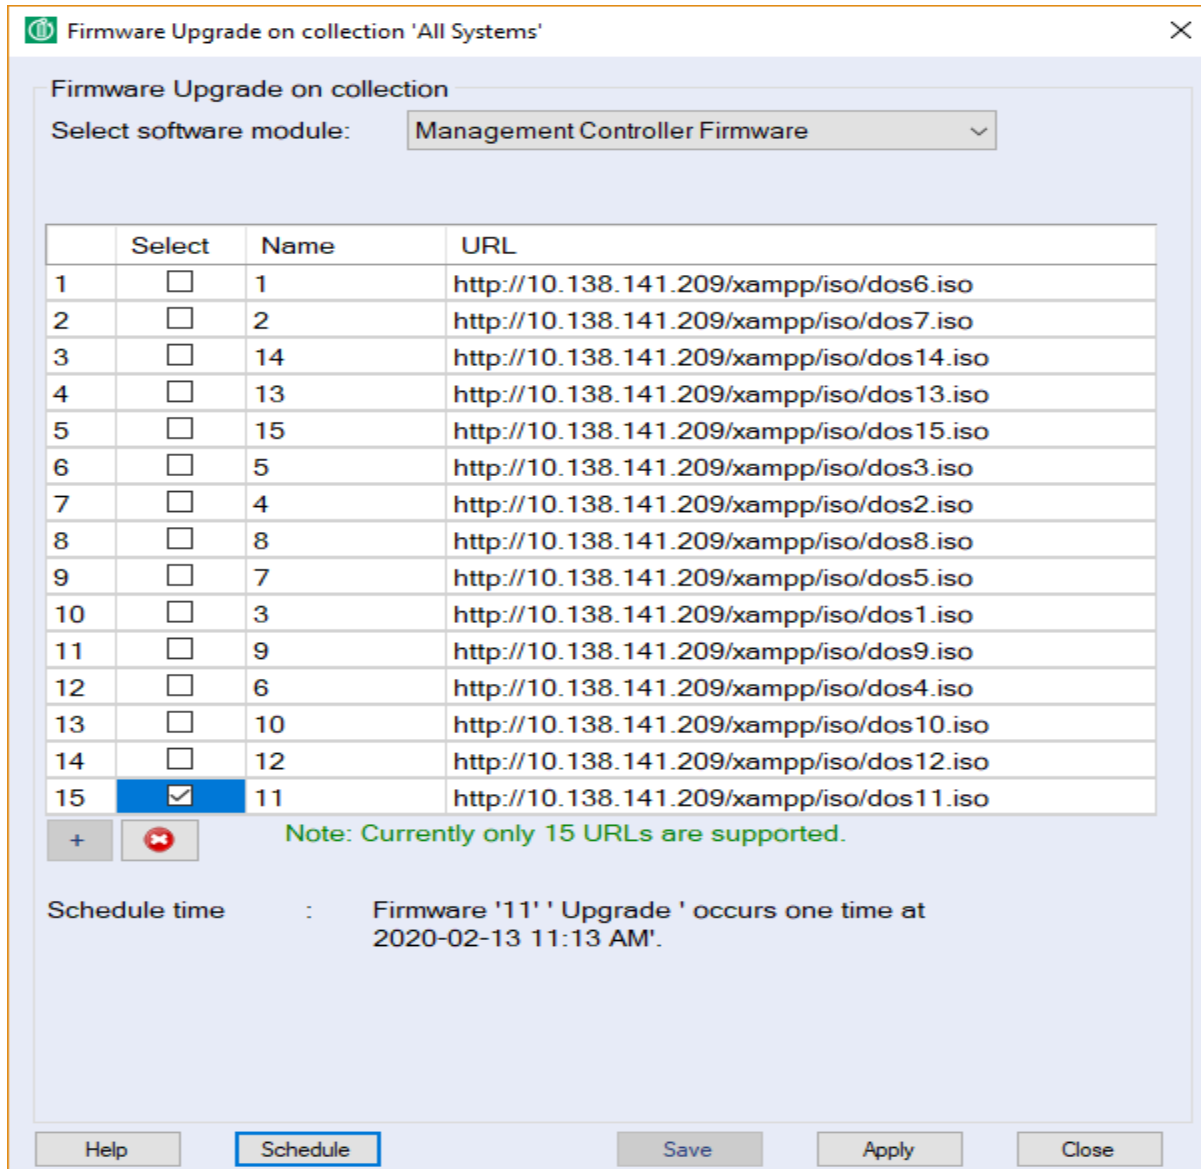 Firmware Upgrade on collection 'All Systems'
Firmware Upgrade on collection
Select software module: Management Controller Firmware
Select Name URL
1 1 http://10.138.141.209/xampp/iso/dos6.iso
2 2 http://10.138.141.209/xampp/iso/dos7.iso
3 14 http://10.138.141.209/xampp/iso/dos14.iso
4 13 http://10.138.141.209/xampp/iso/dos13.iso
5 15 http://10.138.141.209/xampp/iso/dos15.iso
6 5 http://10.138.141.209/xampp/iso/dos3.iso
7 4 http://10.138.141.209/xampp/iso/dos2.iso
8 8 http://10.138.141.209/xampp/iso/dos8.iso
9 7 http://10.138.141.209/xampp/iso/dos5.iso
10 3 http://10.138.141.209/xampp/iso/dos1.iso
11 9 http://10.138.141.209/xampp/iso/dos9.iso
12 6 http://10.138.141.209/xampp/iso/dos4.iso
13 10 http://10.138.141.209/xampp/iso/dos10.iso
14 12 http://10.138.141.209/xampp/iso/dos12.iso
15 11 http://10.138.141.209/xampp/iso/dos11.iso
+ Note: Currently only 15 URLs are supported.
Schedule time : Firmware '11' ' Upgrade ' occurs one time at
2020-02-13 11:13 AM'.
Help Schedule Save Apply Close